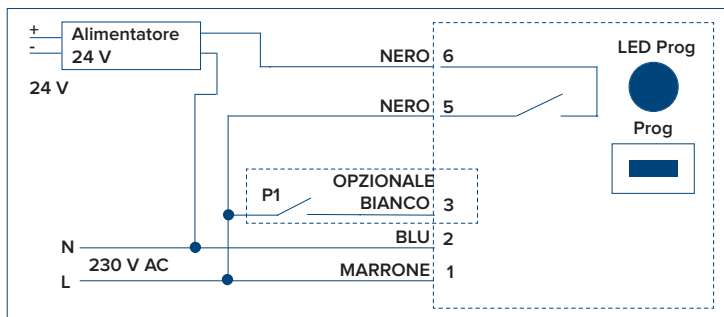 +
-
Alimentatore
24 V
24 V
NERO 6
NERO 5
LED Prog
Prog
P1
OPZIONALE
BIANCO 3
BLU 2
MARRONE 1
N
230 V AC
L